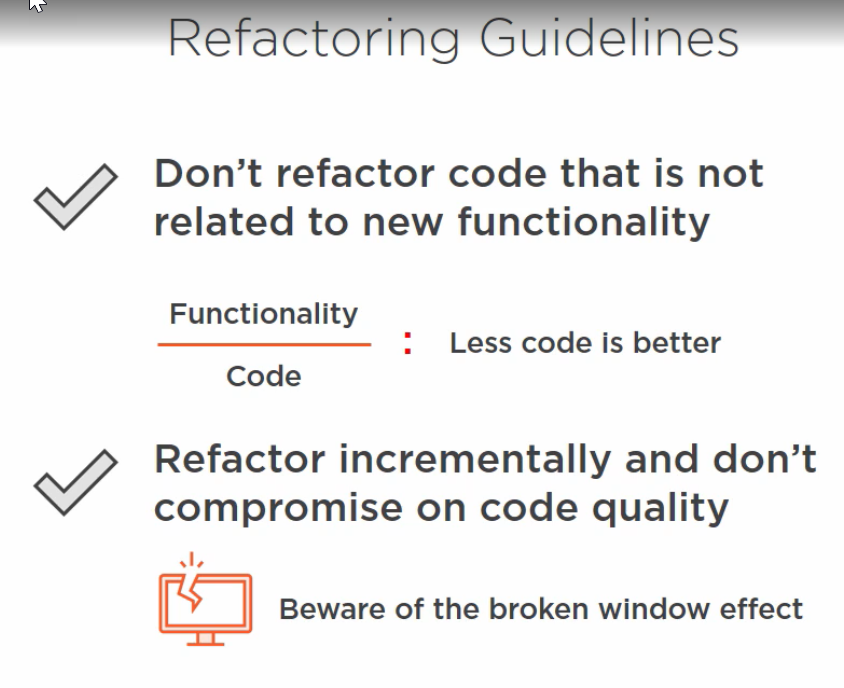 Refactoring Guidelines
Don't refactor code that is not
related to new functionality
Functionality
Code
: Less code is better
Refactor incrementally and don't
compromise on code quality
Beware of the broken window effect